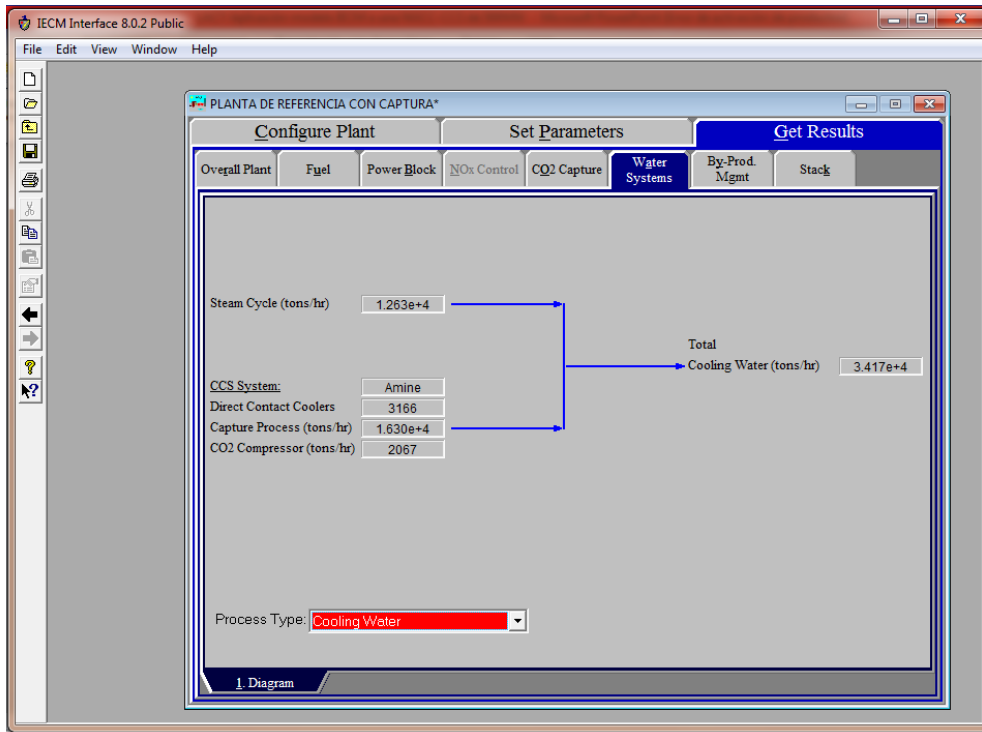 IECM Interface 8.0.2 Public
File Edit View Window Help
PLANTA DE REFERENCIA CON CAPTURA*
Configure Plant Set Parameters Get Results
Overall Plant Fuel Power Block NOx Control CO2 Capture Water Systems By-Prod. Mgmt Stack
Steam Cycle (tons/hr) 1.263e+4
Total
Cooling Water (tons/hr) 3.417e+4
CCS System: Amine
Direct Contact Coolers 3166
Capture Process (tons/hr) 1.630e+4
CO2 Compressor (tons/hr) 2067
Process Type: Cooling Water
1. Diagram